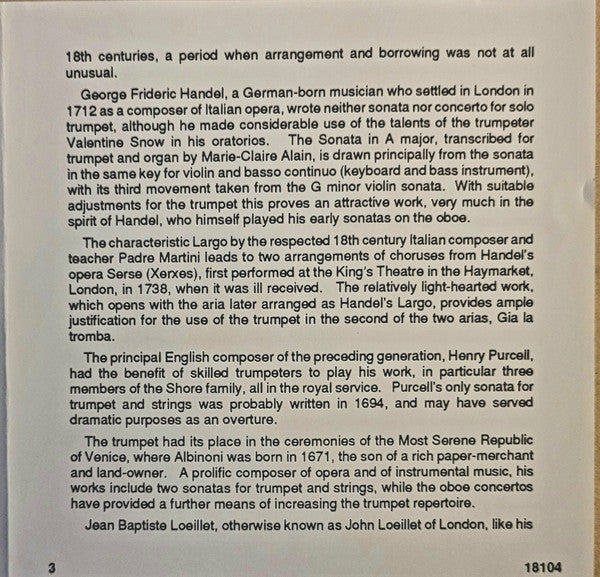 18th centuries, a period when arrangement and borrowing was not at all
unusual.
George Frideric Handel, a German-born musician who settled in London in
1712 as a composer of Italian opera, wrote neither sonata nor concerto for solo
trumpet, although he made considerable use of the talents of the trumpeter
Valentine Snow in his oratorios. The Sonata in A major, transcribed for
trumpet and organ by Marie-Claire Alain, is drawn principally from the sonata
in the same key for violin and basso continuo (keyboard and bass instrument),
with its third movement taken from the G minor violin sonata. With suitable
adjustments for the trumpet this proves an attractive work, very much in the
spirit of Handel, who himself played his early sonatas on the oboe.
The characteristic Largo by the respected 18th century Italian composer and
teacher Padre Martini leads to two arrangements of choruses from Handel's
opera Serse (Xerxes), first performed at the King's Theatre in the Haymarket,
London, in 1738, when it was ill received. The relatively light-hearted work,
which opens with the aria later arranged as Handel's Largo, provides ample
justification for the use of the trumpet in the second of the two arias, Gia la
tromba.
The principal English composer of the preceding generation, Henry Purcell,
had the benefit of skilled trumpeters to play his work, in particular three
members of the Shore family, all in the royal service. Purcell's only sonata for
trumpet and strings was probably written in 1694, and may have served
dramatic purposes as an overture.
The trumpet had its place in the ceremonies of the Most Serene Republic
of Venice, where Albinoni was born in 1671, the son of a rich paper-merchant
and land-owner. A prolific composer of opera and of instrumental music, his
works include two sonatas for trumpet and strings, while the oboe concertos
have provided a further means of increasing the trumpet repertoire.
Jean Baptiste Loeillet, otherwise known as John Loeillet of London, like his
3
18104